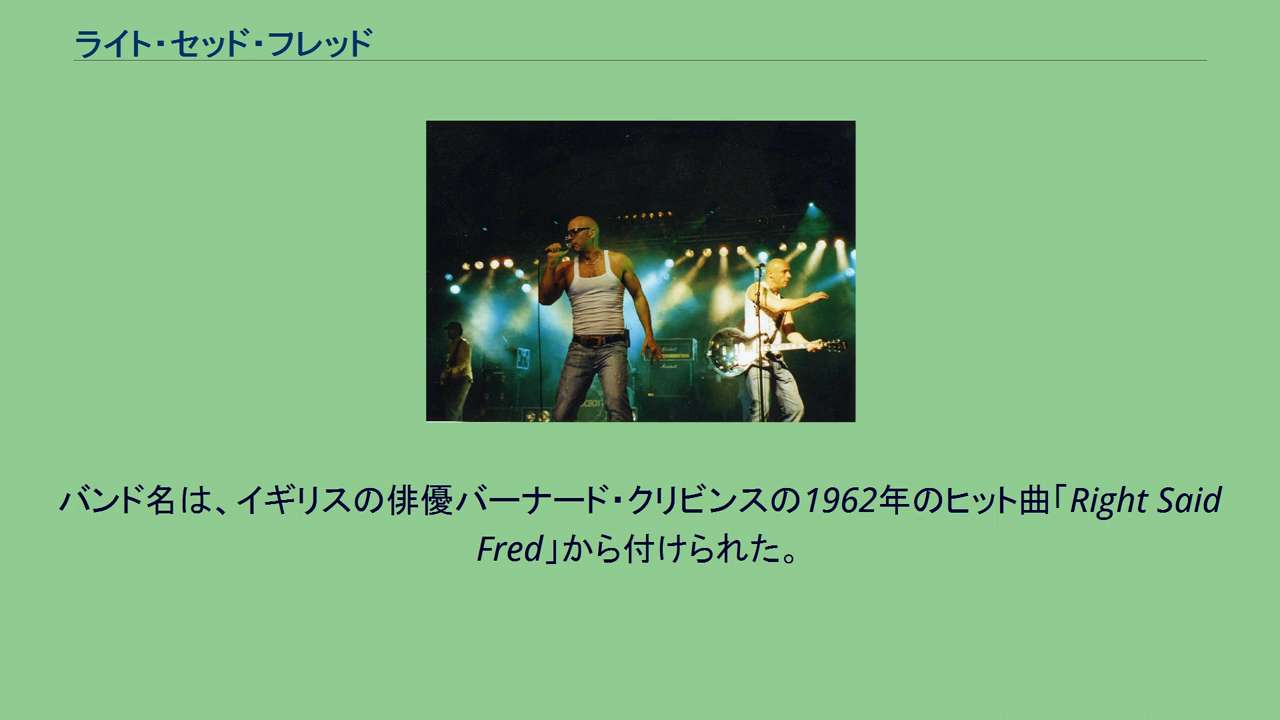 ライト・セッド・フレッド
バンド名は、イギリスの俳優バーナード・クリビンスの1962年のヒット曲「Right Said
Fred」から付けられた。